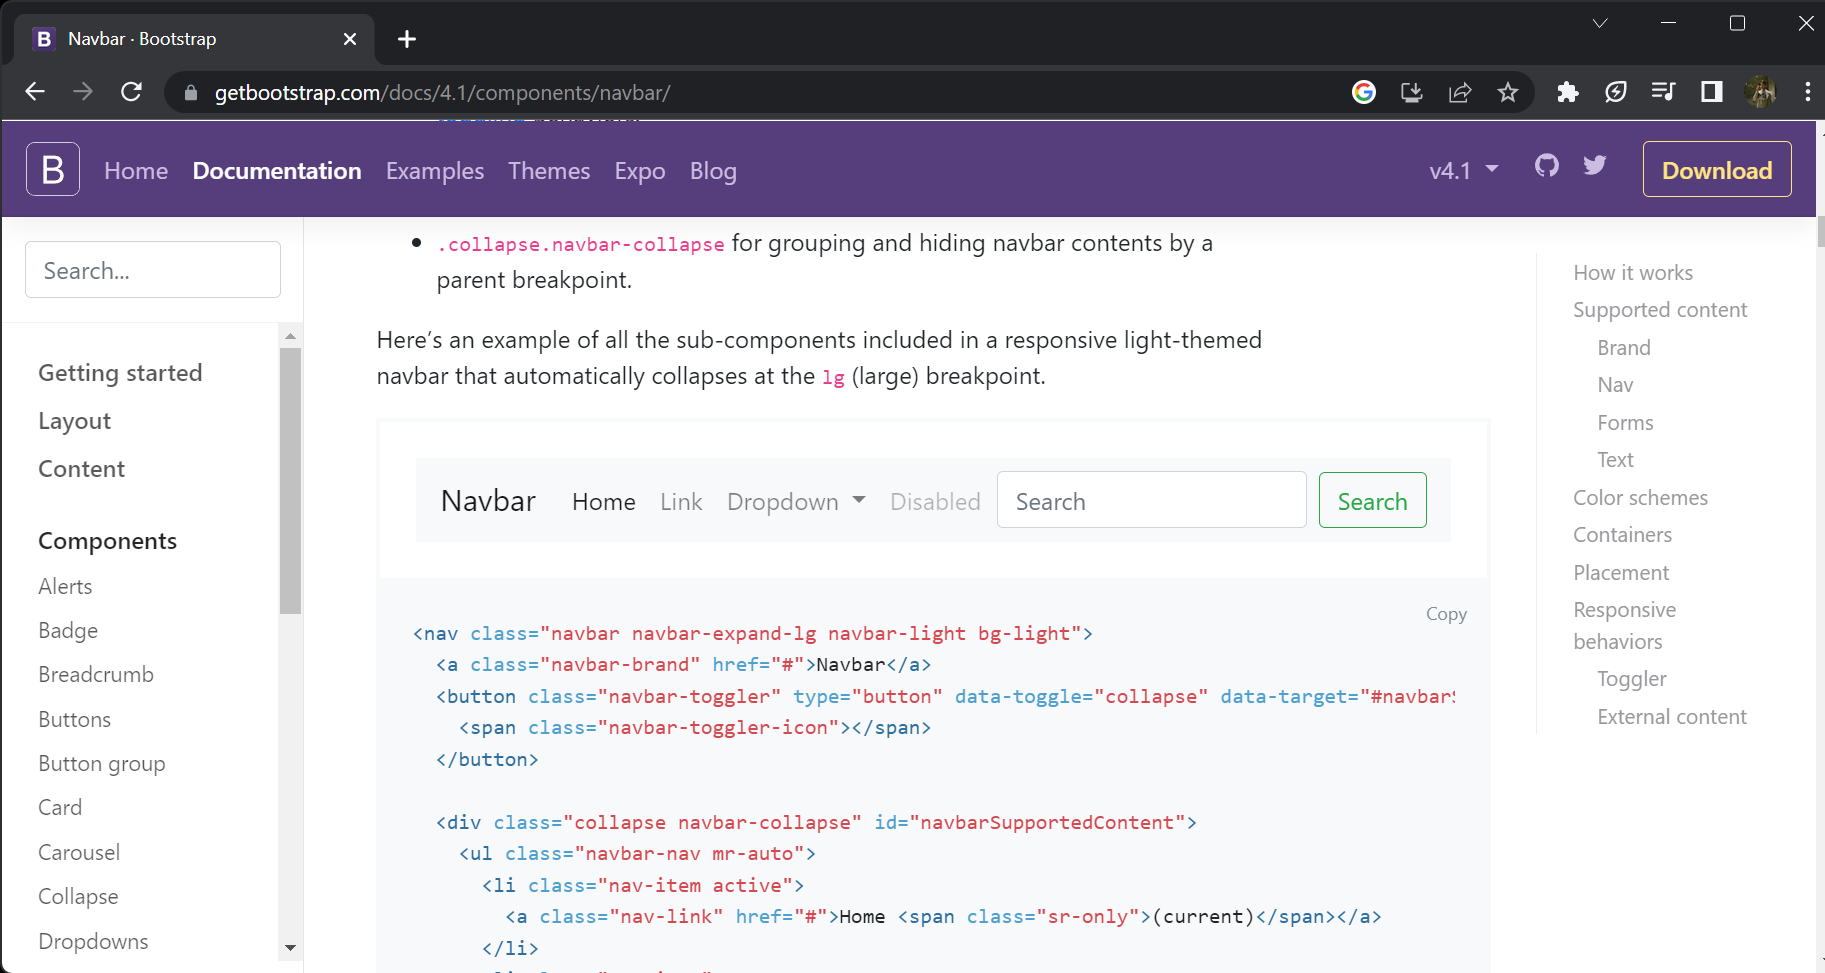 B Navbar · Bootstrap
getbootstrap.com/docs/4.1/components/navbar/
B Home Documentation Examples Themes Expo Blog v4.1 Download
Search...
Getting started
Layout
Content
Components
Alerts
Badge
Breadcrumb
Buttons
Button group
Card
Carousel
Collapse
Dropdowns
.collapse.navbar-collapse for grouping and hiding navbar contents by a
parent breakpoint.
Here’s an example of all the sub-components included in a responsive light-themed
navbar that automatically collapses at the lg (large) breakpoint.
Navbar Home Link Dropdown Disabled Search Search
Copy
<nav class="navbar navbar-expand-lg navbar-light bg-light">
  <a class="navbar-brand" href="#">Navbar</a>
  <button class="navbar-toggler" type="button" data-toggle="collapse" data-target="#navbar
    <span class="navbar-toggler-icon"></span>
  </button>
  <div class="collapse navbar-collapse" id="navbarSupportedContent">
    <ul class="navbar-nav mr-auto">
      <li class="nav-item active">
        <a class="nav-link" href="#">Home <span class="sr-only">(current)</span></a>
      </li>
How it works
Supported content
Brand
Nav
Forms
Text
Color schemes
Containers
Placement
Responsive
behaviors
Toggler
External content